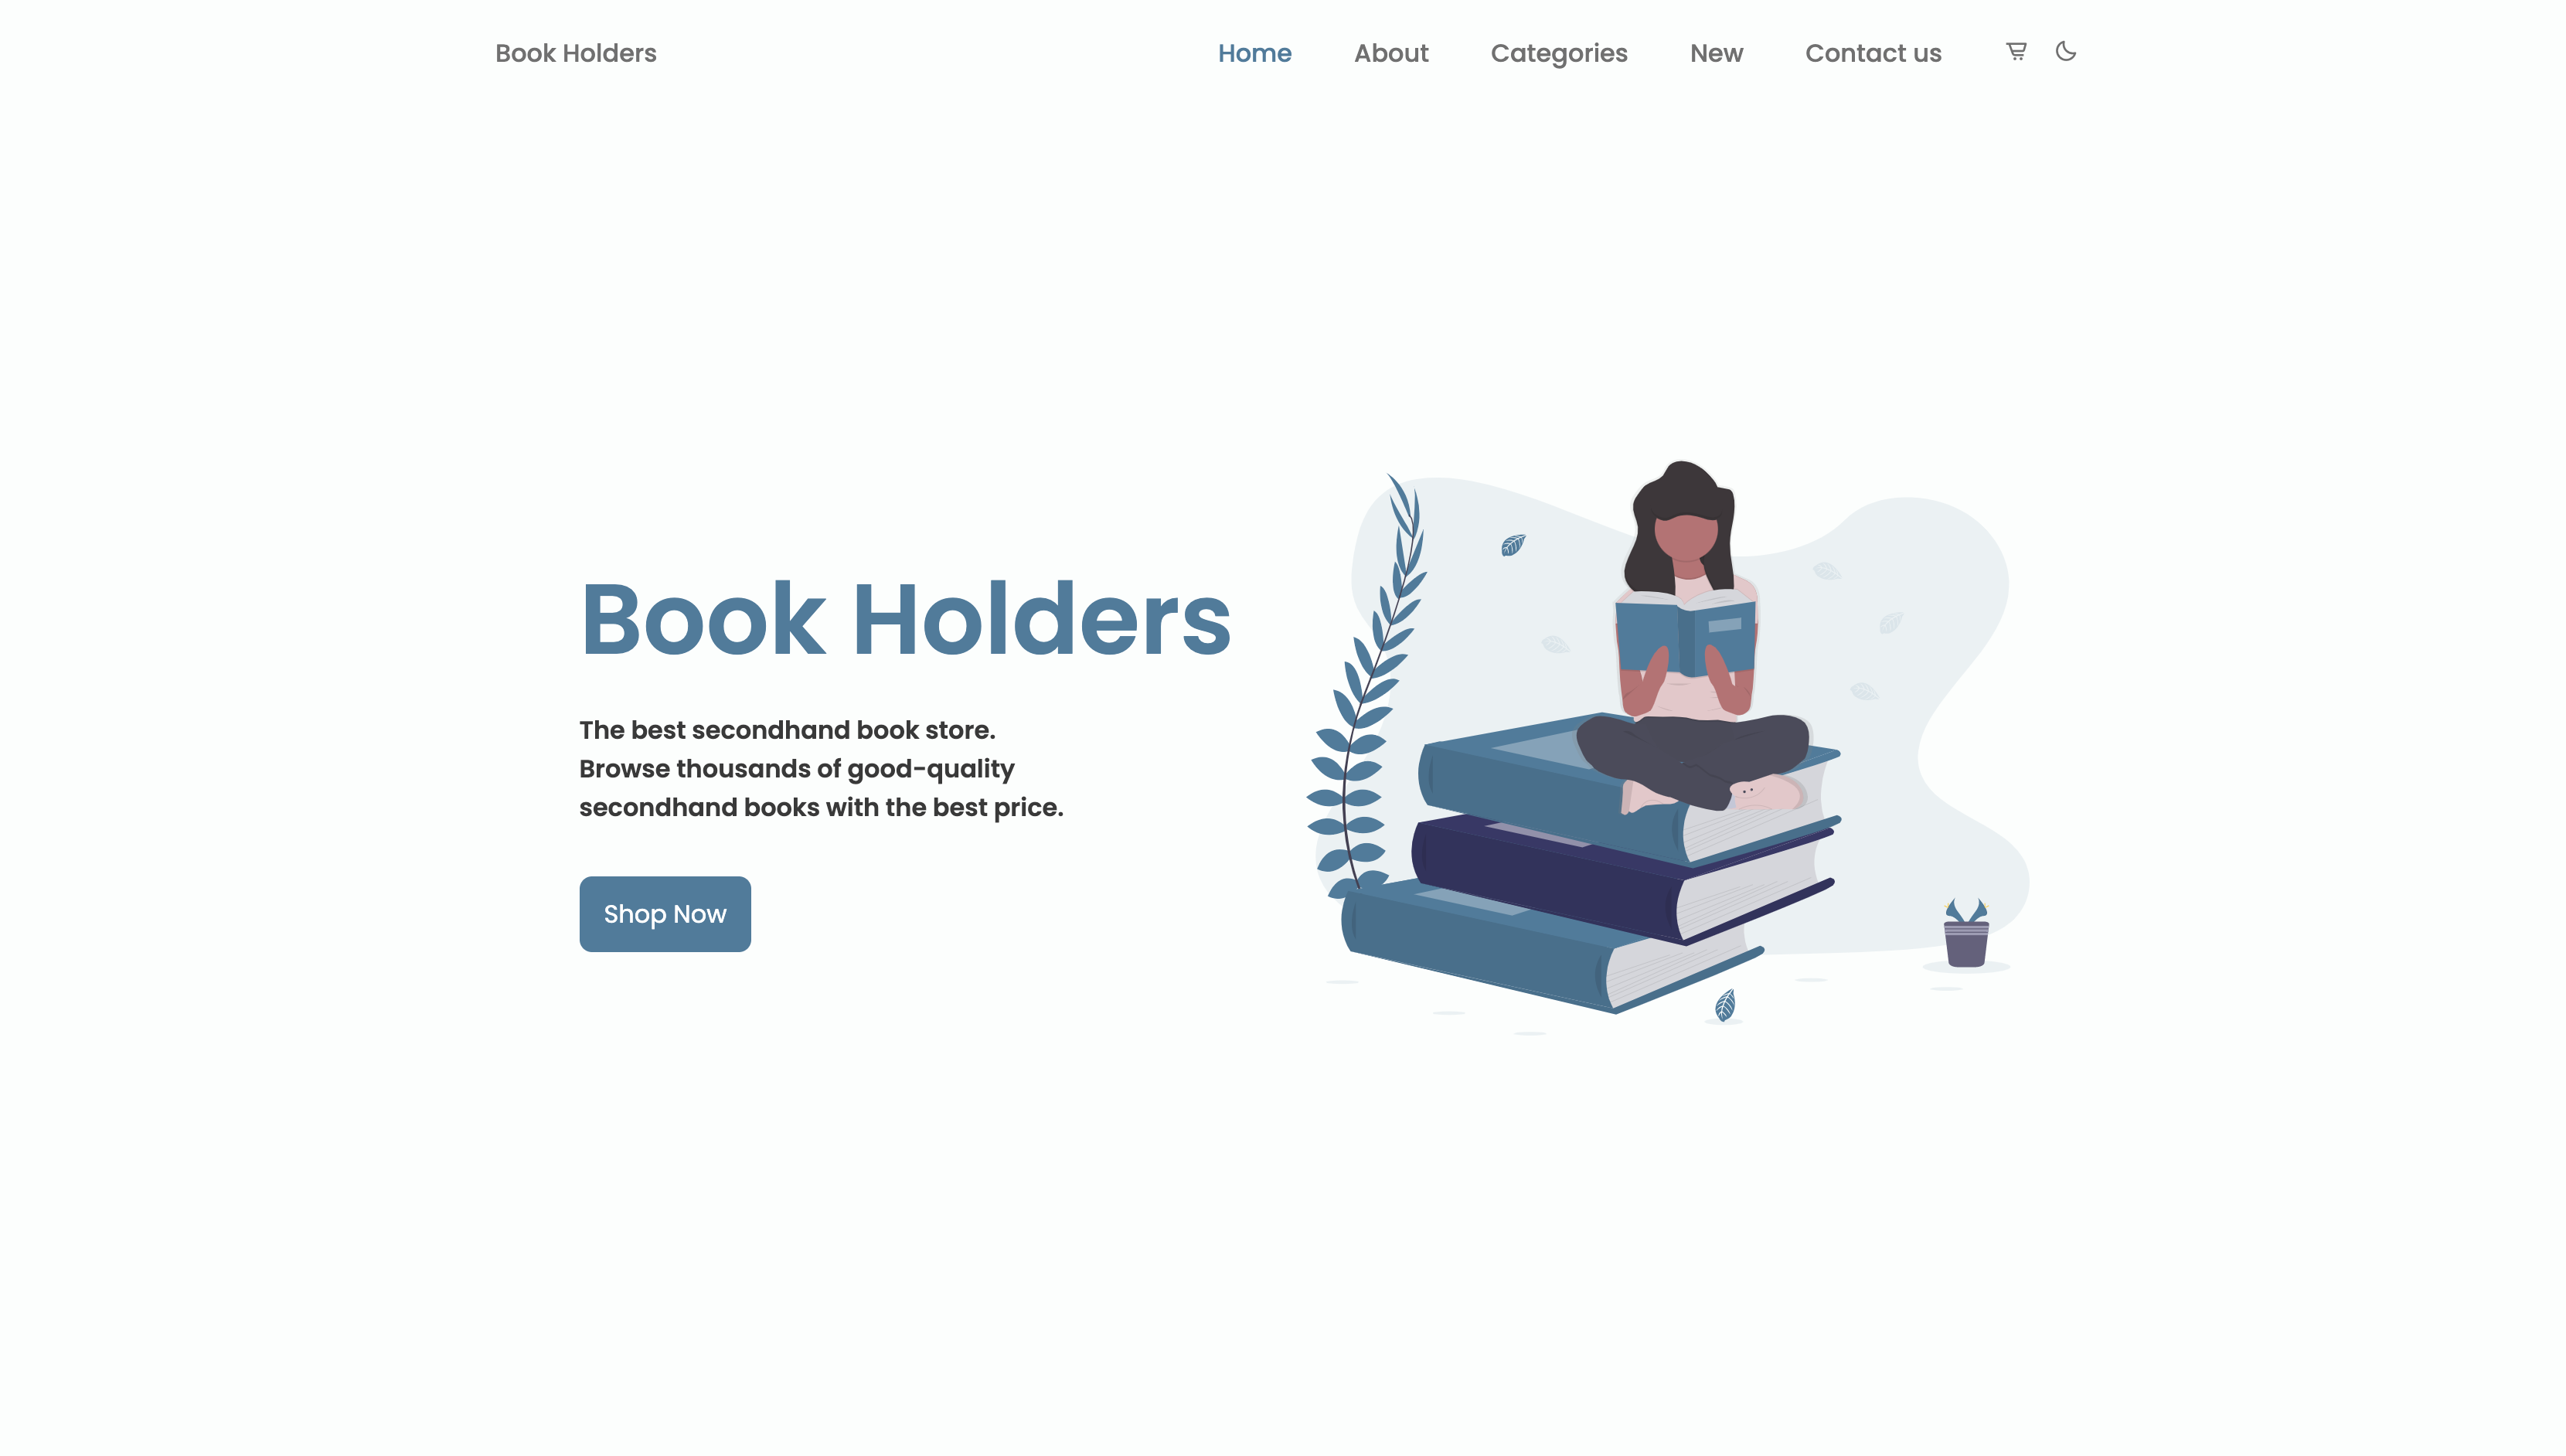 Book Holders
Home About Categories New Contact us
Book Holders
The best secondhand book store.
Browse thousands of good-quality
secondhand books with the best price.
Shop Now